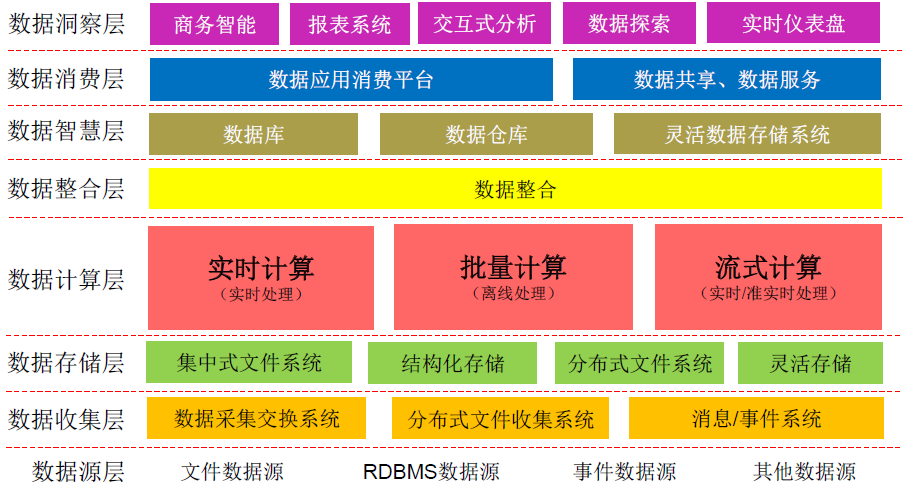 数据洞察层 商务智能 报表系统 交互式分析 数据探索 实时仪表盘
数据消费层 数据应用消费平台 数据共享、数据服务
数据智慧层 数据库 数据仓库 灵活数据存储系统
数据整合层 数据整合
数据计算层 实时计算 批量计算 流式计算
（实时处理） （离线处理） （实时/准实时处理）
数据存储层 集中式文件系统 结构化存储 分布式文件系统 灵活存储
数据收集层 数据采集交换系统 分布式文件收集系统 消息/事件系统
数据源层 文件数据源 RDBMS数据源 事件数据源 其他数据源